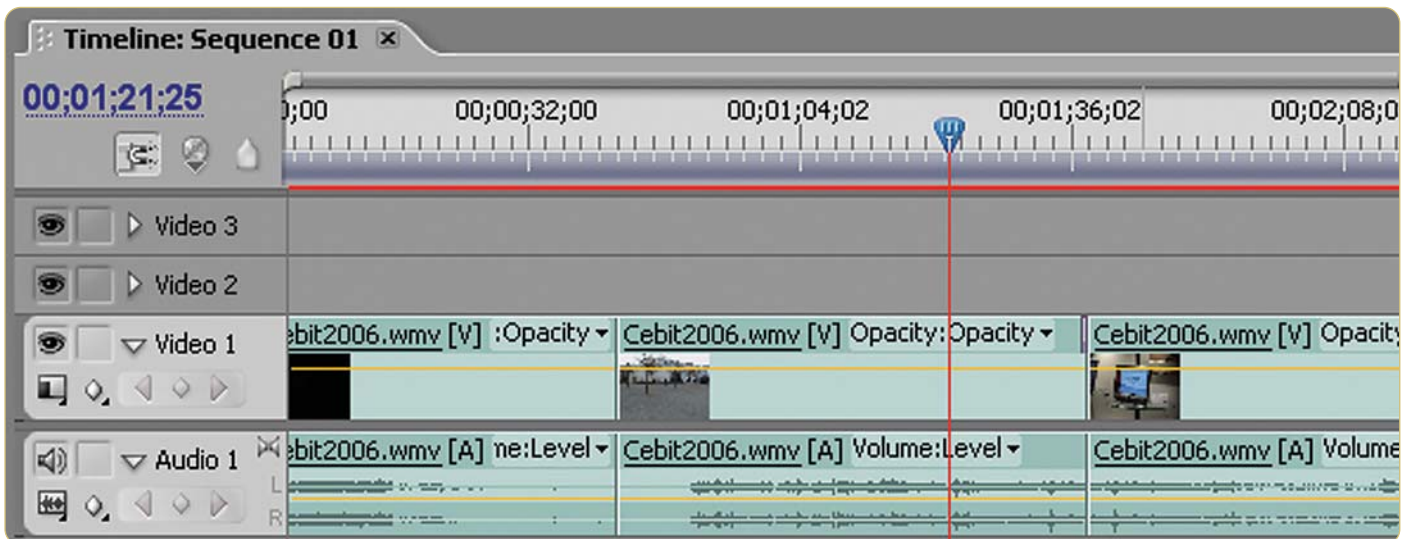 Timeline: Sequence 01
00;01;21;25
;00 00;00;32;00 00;01;04;02 00;01;36;02 00;02;08;0
Video 3
Video 2
Video 1
ebit2006.wmv [V] :Opacity Cebit2006.wmv [V] Opacity:Opacity Cebit2006.wmv [V] Opacity
Audio 1
ebit2006.wmv [A] ne:Level Cebit2006.wmv [A] Volume:Level Cebit2006.wmv [A] Volume
L
R